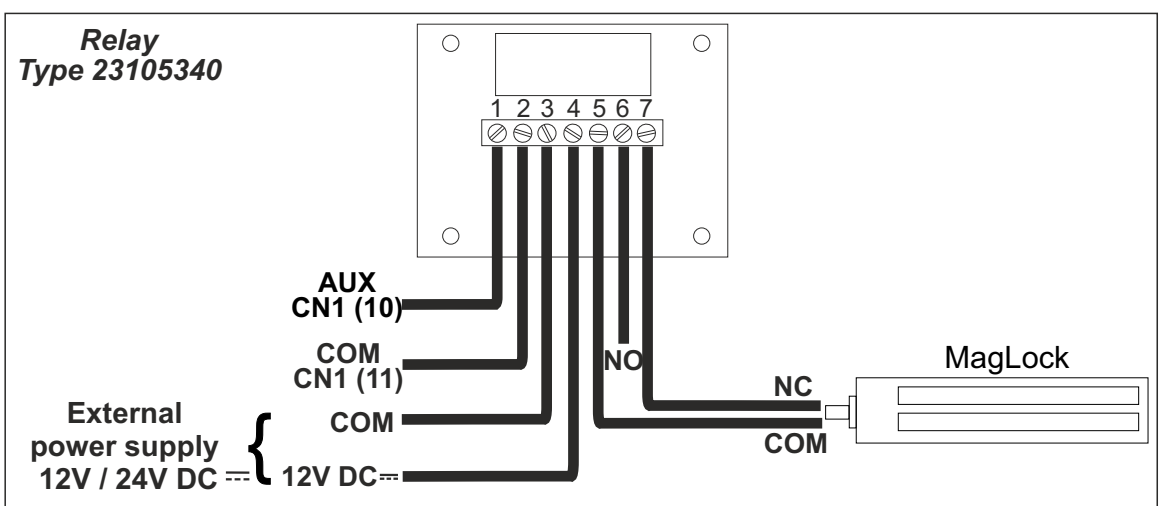 Relay
Type 23105340
1 2 3 4 5 6 7
AUX
CN1 (10)
COM
CN1 (11)
NO
MagLock
NC
External
power supply
12V / 24V DC
COM
COM
12V DC